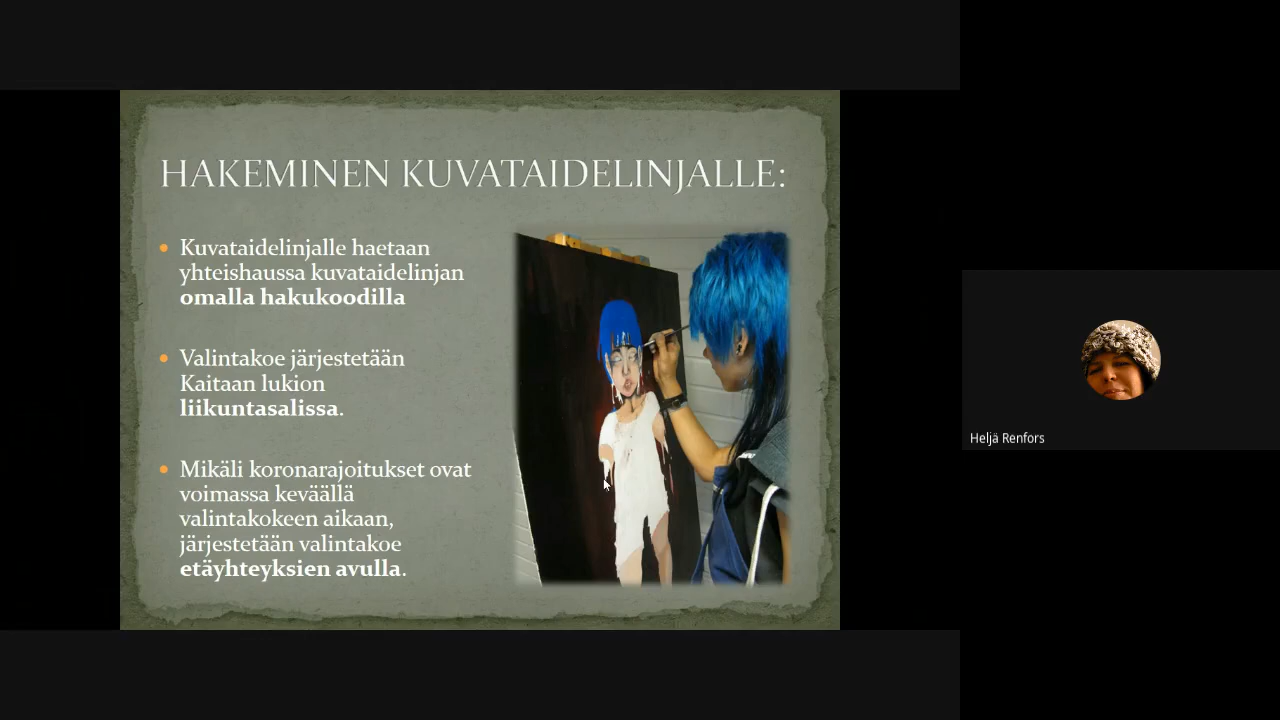 HAKEMINEN KUVATAIDELINJALLE:
Kuvataidelinjalle haetaan
yhteishaussa kuvataidelinjan
omalla hakukoodilla
Valintakoe järjestetään
Kaitaan lukion
liikuntasalissa.
Mikäli koronarajoitukset ovat
voimassa keväällä
valintakokeen aikaan,
järjestetään valintakoe
etäyhteyksien avulla.
Heljä Renfors